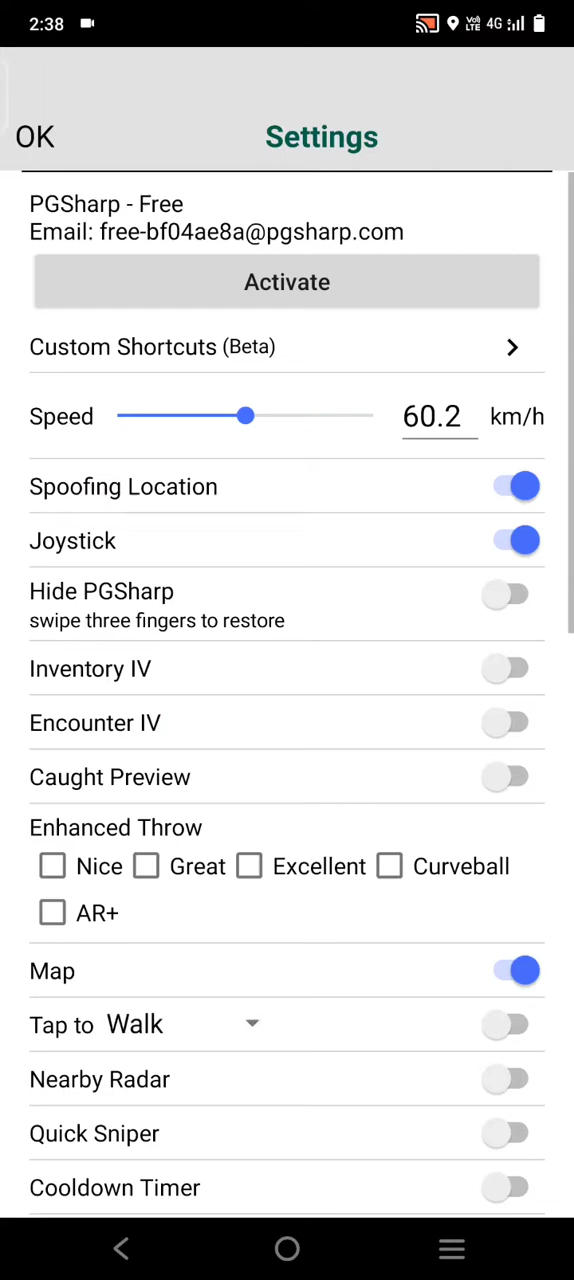 2:38
Vo) LTE 4G
OK Settings
PGSharp - Free
Email: free-bf04ae8a@pgsharp.com
Activate
Custom Shortcuts (Beta)
Speed 60.2 km/h
Spoofing Location
Joystick
Hide PGSharp
swipe three fingers to restore
Inventory IV
Encounter IV
Caught Preview
Enhanced Throw
Nice Great Excellent Curveball
AR+
Map
Tap to Walk
Nearby Radar
Quick Sniper
Cooldown Timer